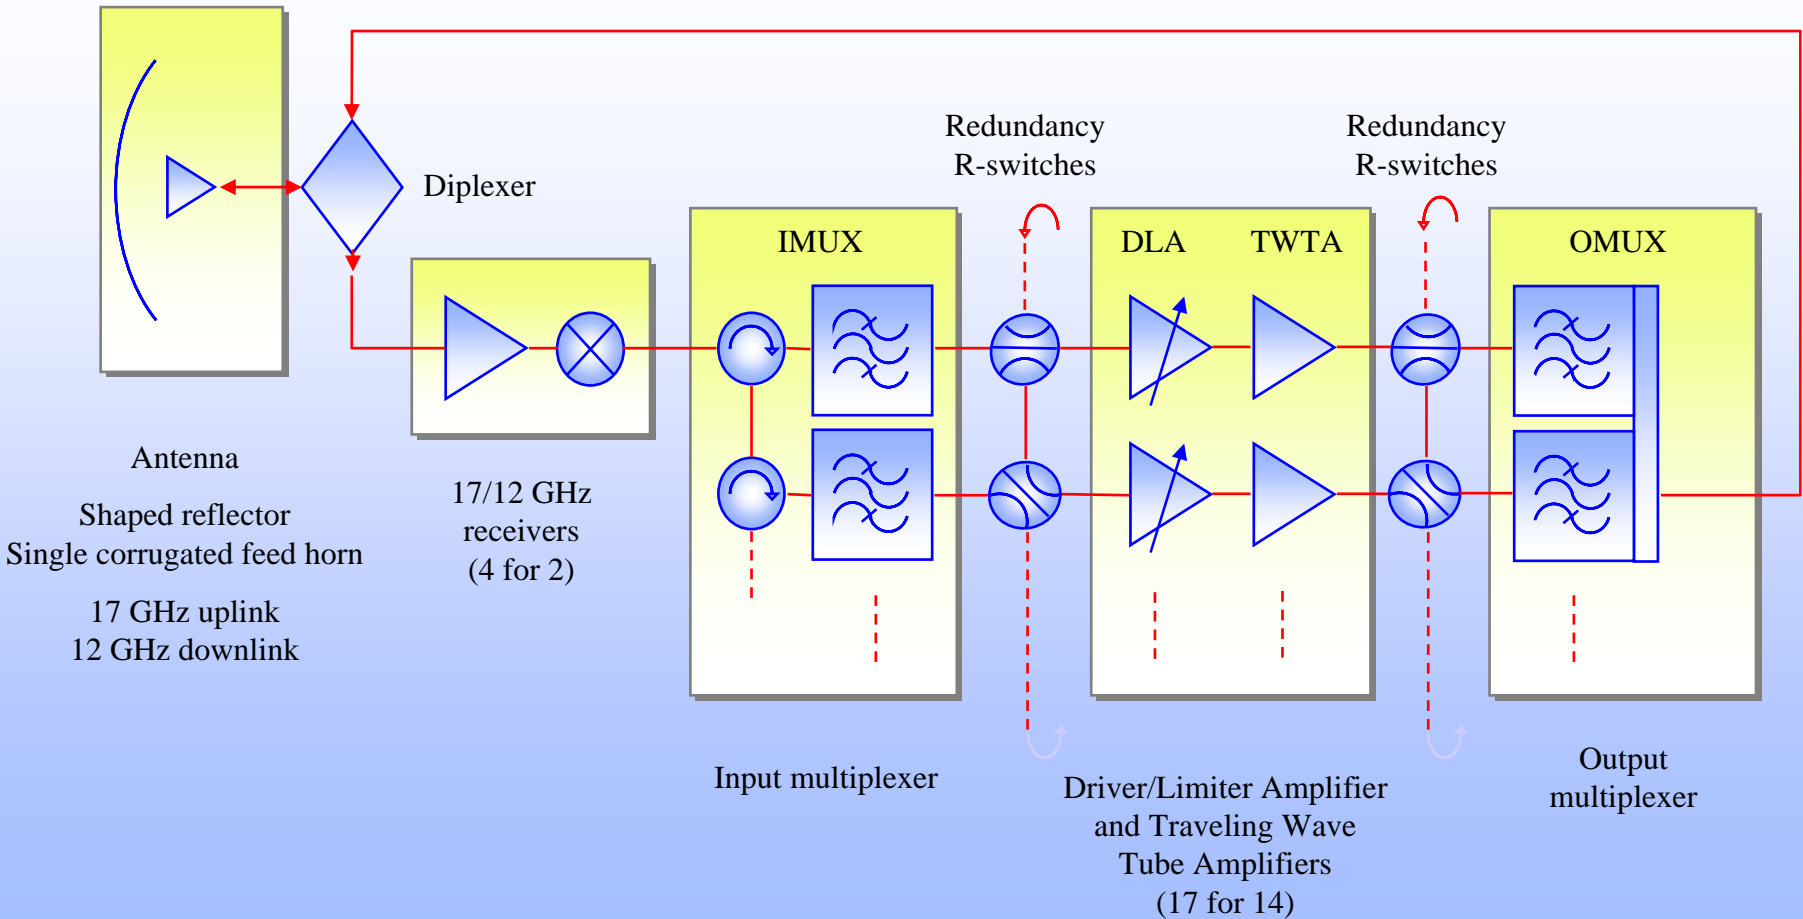 Redundancy
R-switches
Redundancy
R-switches
Diplexer
IMUX
DLA
TWTA
OMUX
Antenna
Shaped reflector
Single corrugated feed horn
17 GHz uplink
12 GHz downlink
17/12 GHz
receivers
(4 for 2)
Input multiplexer
Driver/Limiter Amplifier
and Traveling Wave
Tube Amplifiers
(17 for 14)
Output
multiplexer